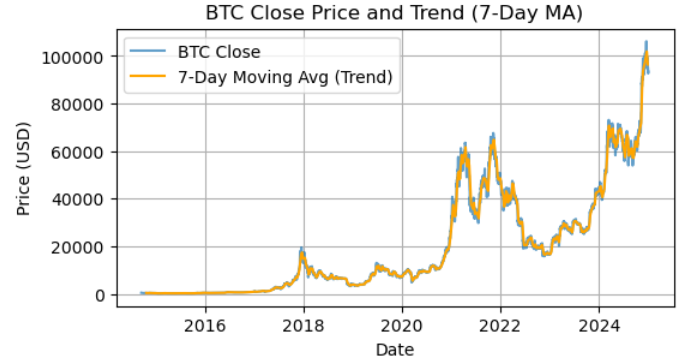 BTC Close Price and Trend (7-Day MA)
BTC Close
7-Day Moving Avg (Trend)
Price (USD)
100000
80000
60000
40000
20000
0
2016 2018 2020 2022 2024
Date